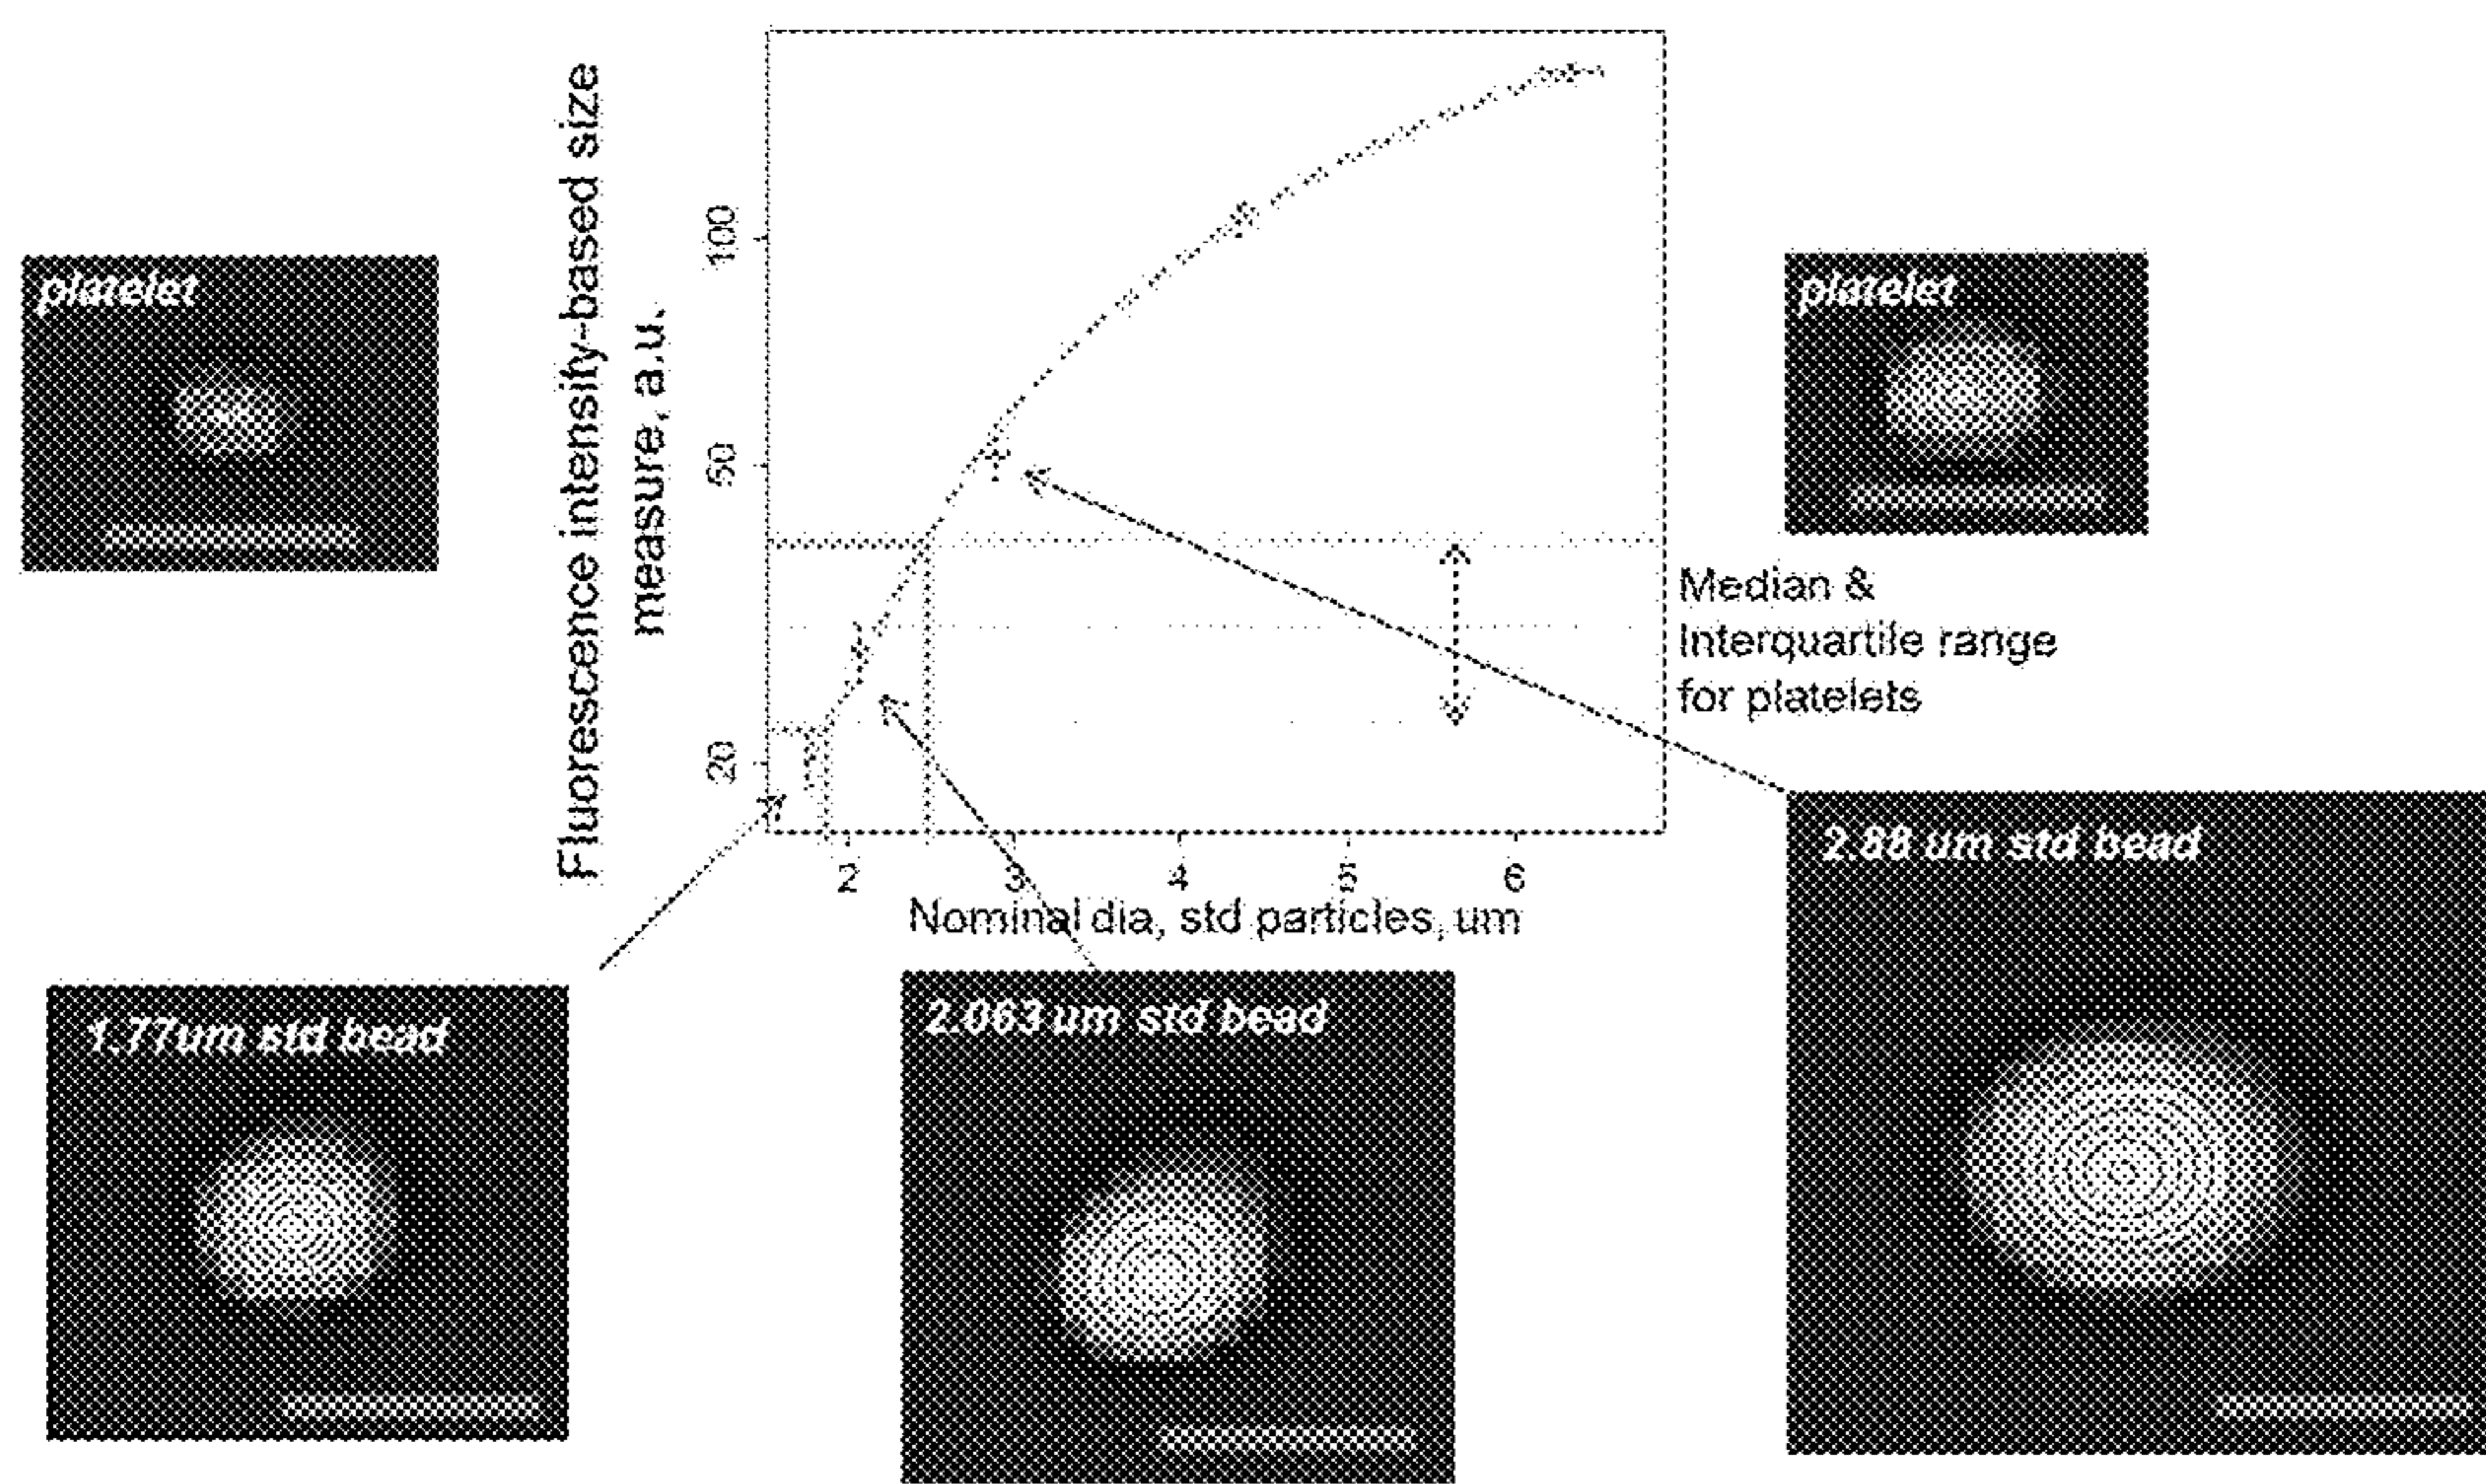 Fluorescence intensity-based size
measure, a.u.
100
50
20
2 3 4 5 6
Nominal dia, std particles, um
platelet
platelet
Median &
Interquartile range
for platelets
1.77um std bead
2.063 um std bead
2.88 um std bead